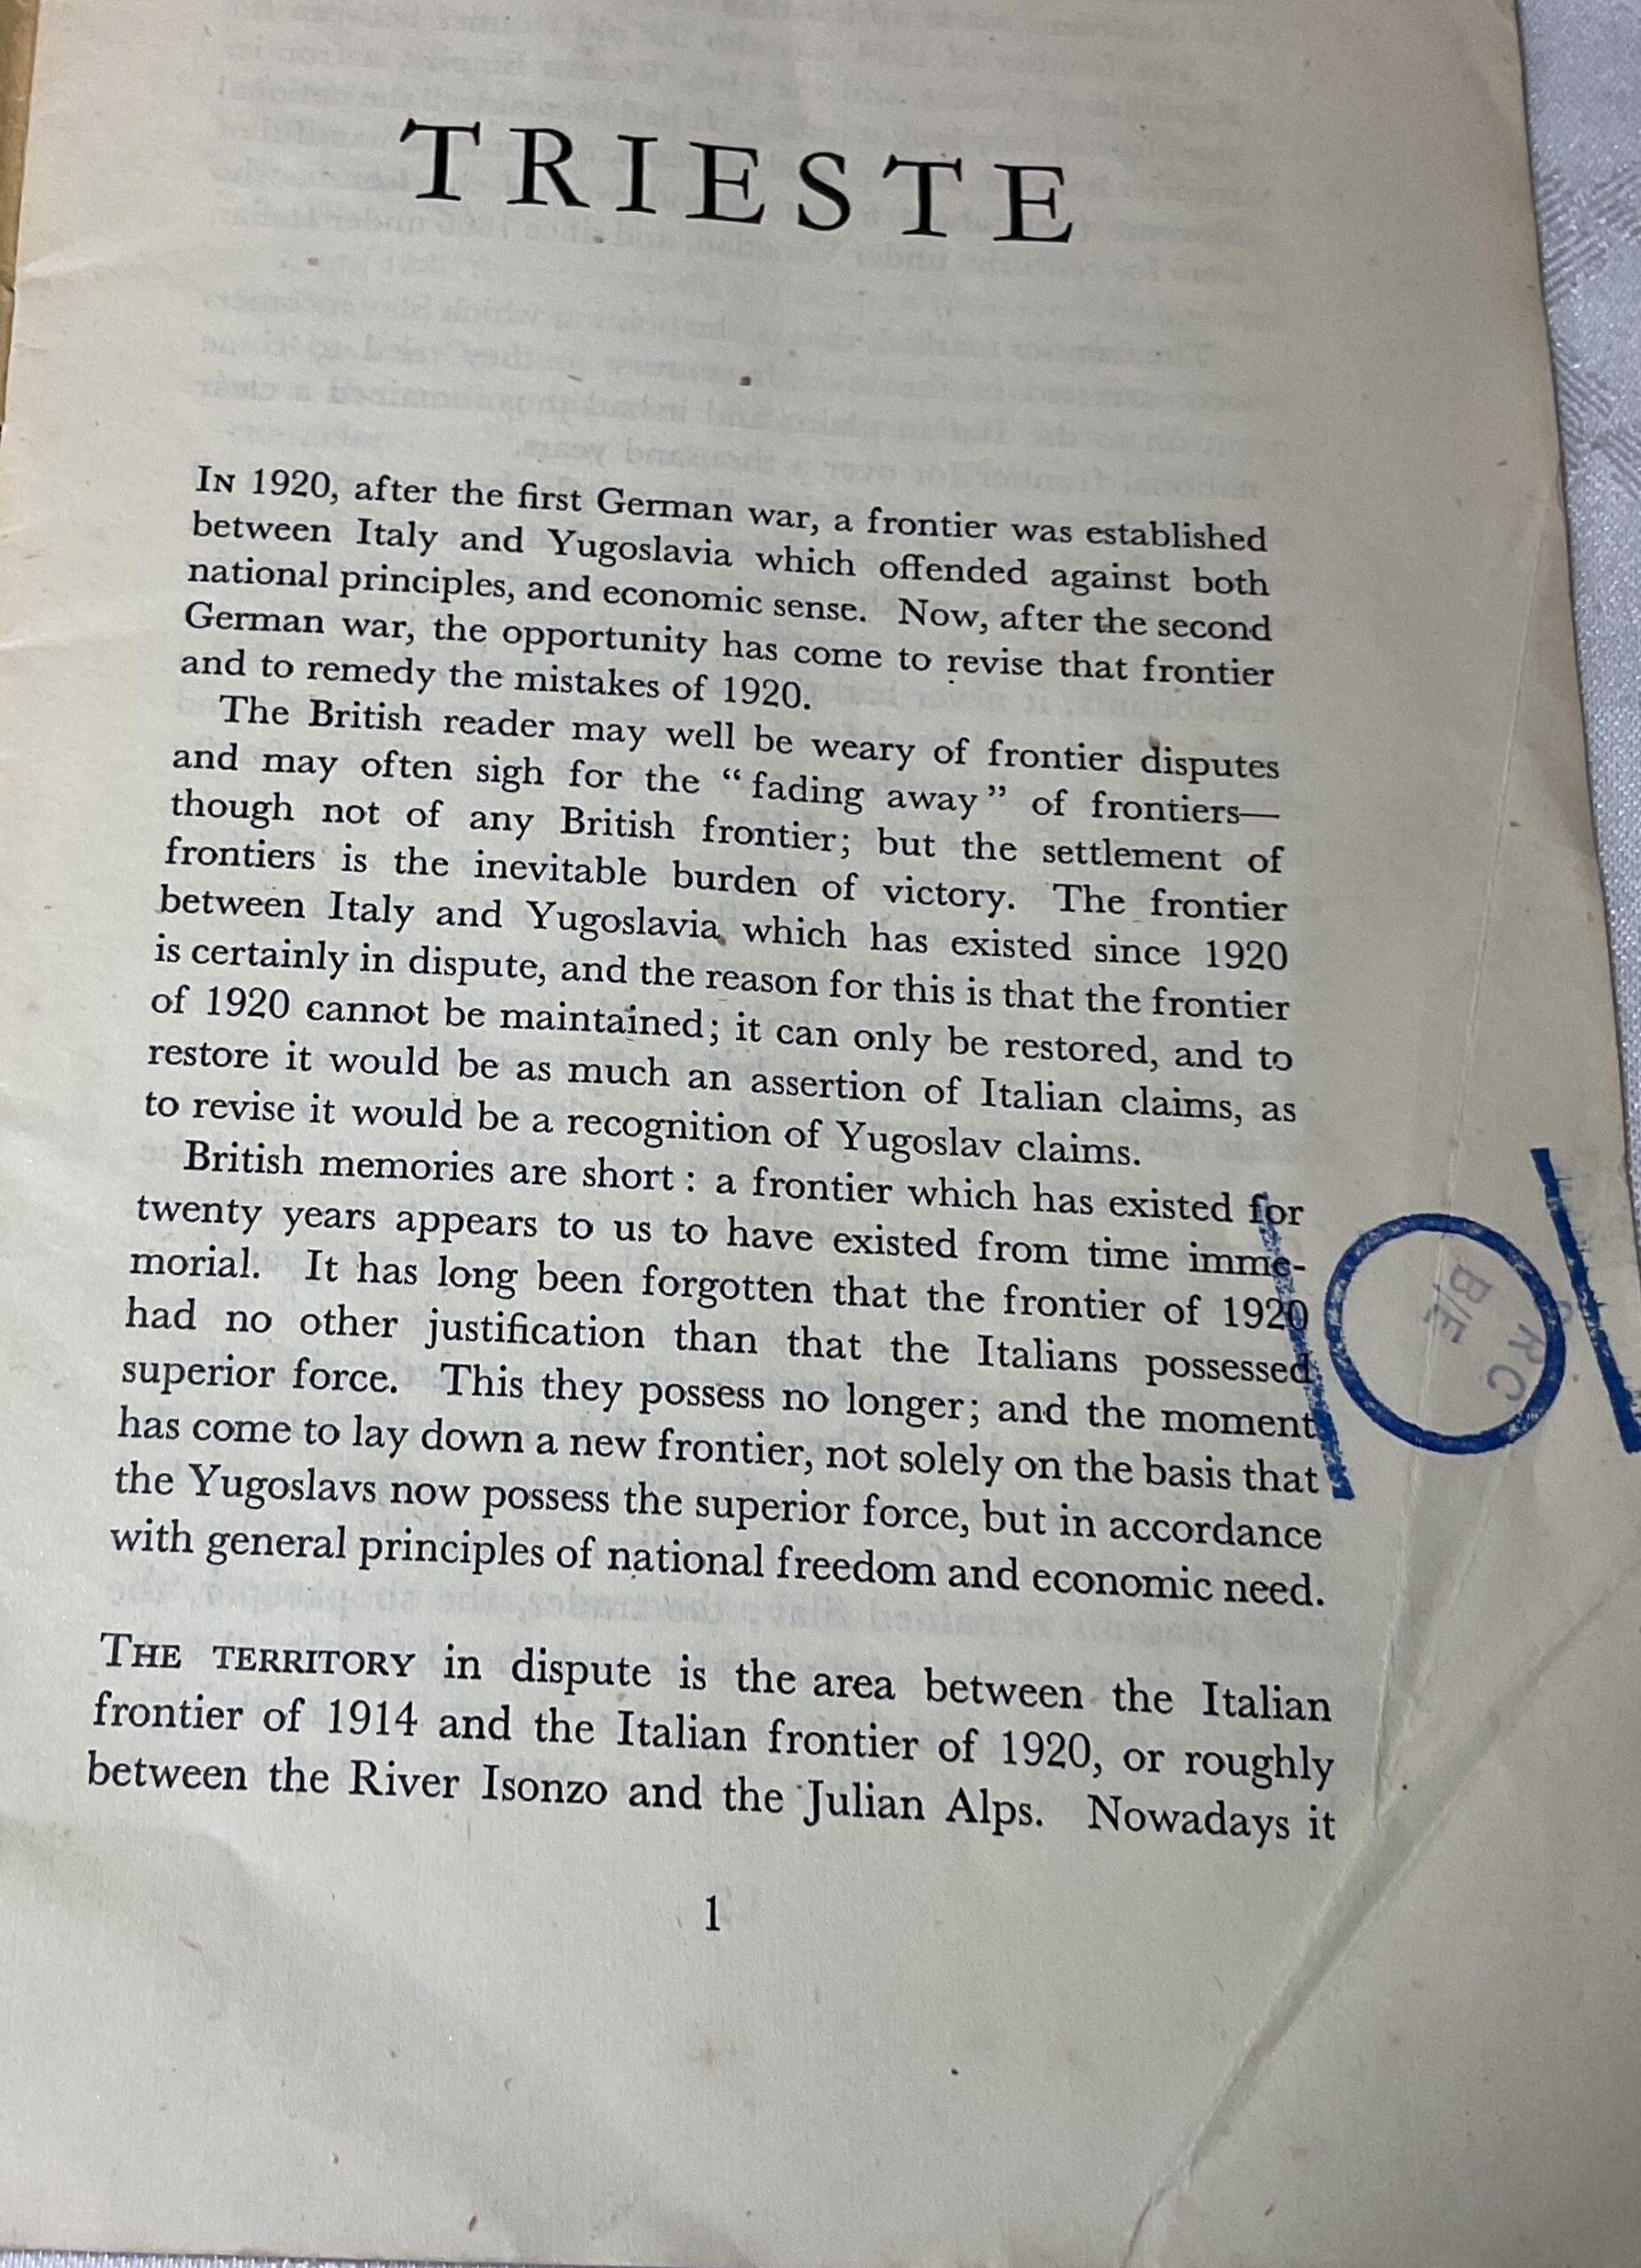 TRIESTE
IN 1920, after the first German war, a frontier was established
between Italy and Yugoslavia which offended against both
national principles, and economic sense. Now, after the second
German war, the opportunity has come to revise that frontier
and to remedy the mistakes of 1920.
The British reader may well be weary of frontier disputes
and may often sigh for the “fading away” of frontiers—
though not of any British frontier; but the settlement of
frontiers is the inevitable burden of victory. The frontier
between Italy and Yugoslavia which has existed since 1920
is certainly in dispute, and the reason for this is that the frontier
of 1920 cannot be maintained; it can only be restored, and to
restore it would be as much an assertion of Italian claims, as
to revise it would be a recognition of Yugoslav claims.
British memories are short: a frontier which has existed for
twenty years appears to us to have existed from time imme-
morial. It has long been forgotten that the frontier of 1920
had no other justification than that the Italians possessed
superior force. This they possess no longer; and the moment
has come to lay down a new frontier, not solely on the basis that
the Yugoslavs now possess the superior force, but in accordance
with general principles of national freedom and economic need.
THE TERRITORY in dispute is the area between the Italian
frontier of 1914 and the Italian frontier of 1920, or roughly
between the River Isonzo and the Julian Alps. Nowadays it
1
B/E